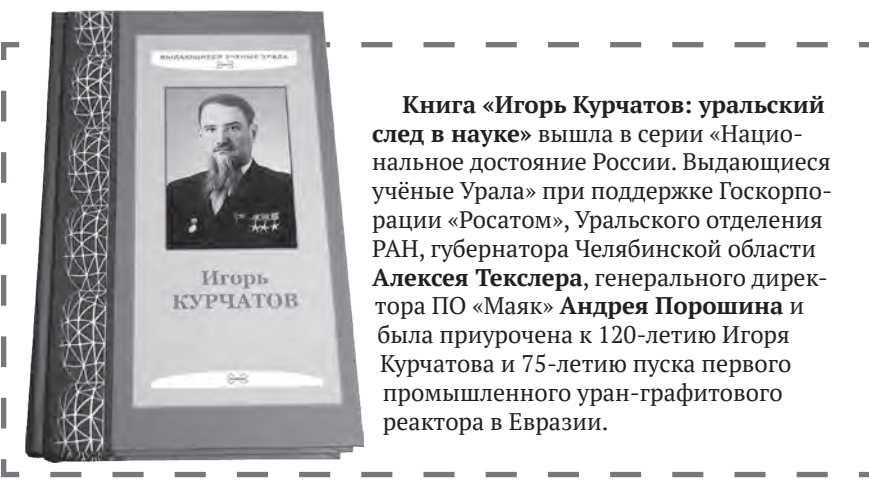 ВЫДАЮЩИЕСЯ УЧЁНЫЕ УРАЛА
Игорь
КУРЧАТОВ
Книга «Игорь Курчатов: уральский
след в науке» вышла в серии «Нацио-
нальное достояние России. Выдающиеся
учёные Урала» при поддержке Госкорпо-
рации «Росатом», Уральского отделения
РАН, губернатора Челябинской области
Алексея Текслера, генерального дирек-
тора ПО «Маяк» Андрея Порошина и
была приурочена к 120-летию Игоря
Курчатова и 75-летию пуска первого
промышленного уран-графитового
реактора в Евразии.